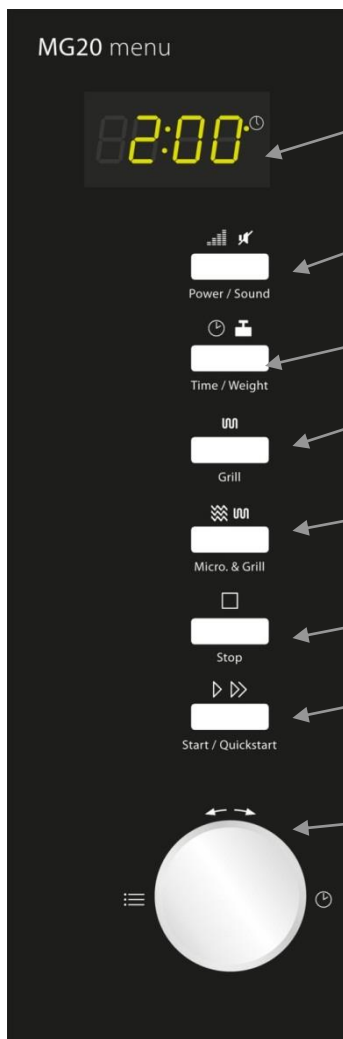 MG20 menu
2:00
Power / Sound
Time / Weight
Grill
Micro. & Grill
Stop
Start / Quickstart